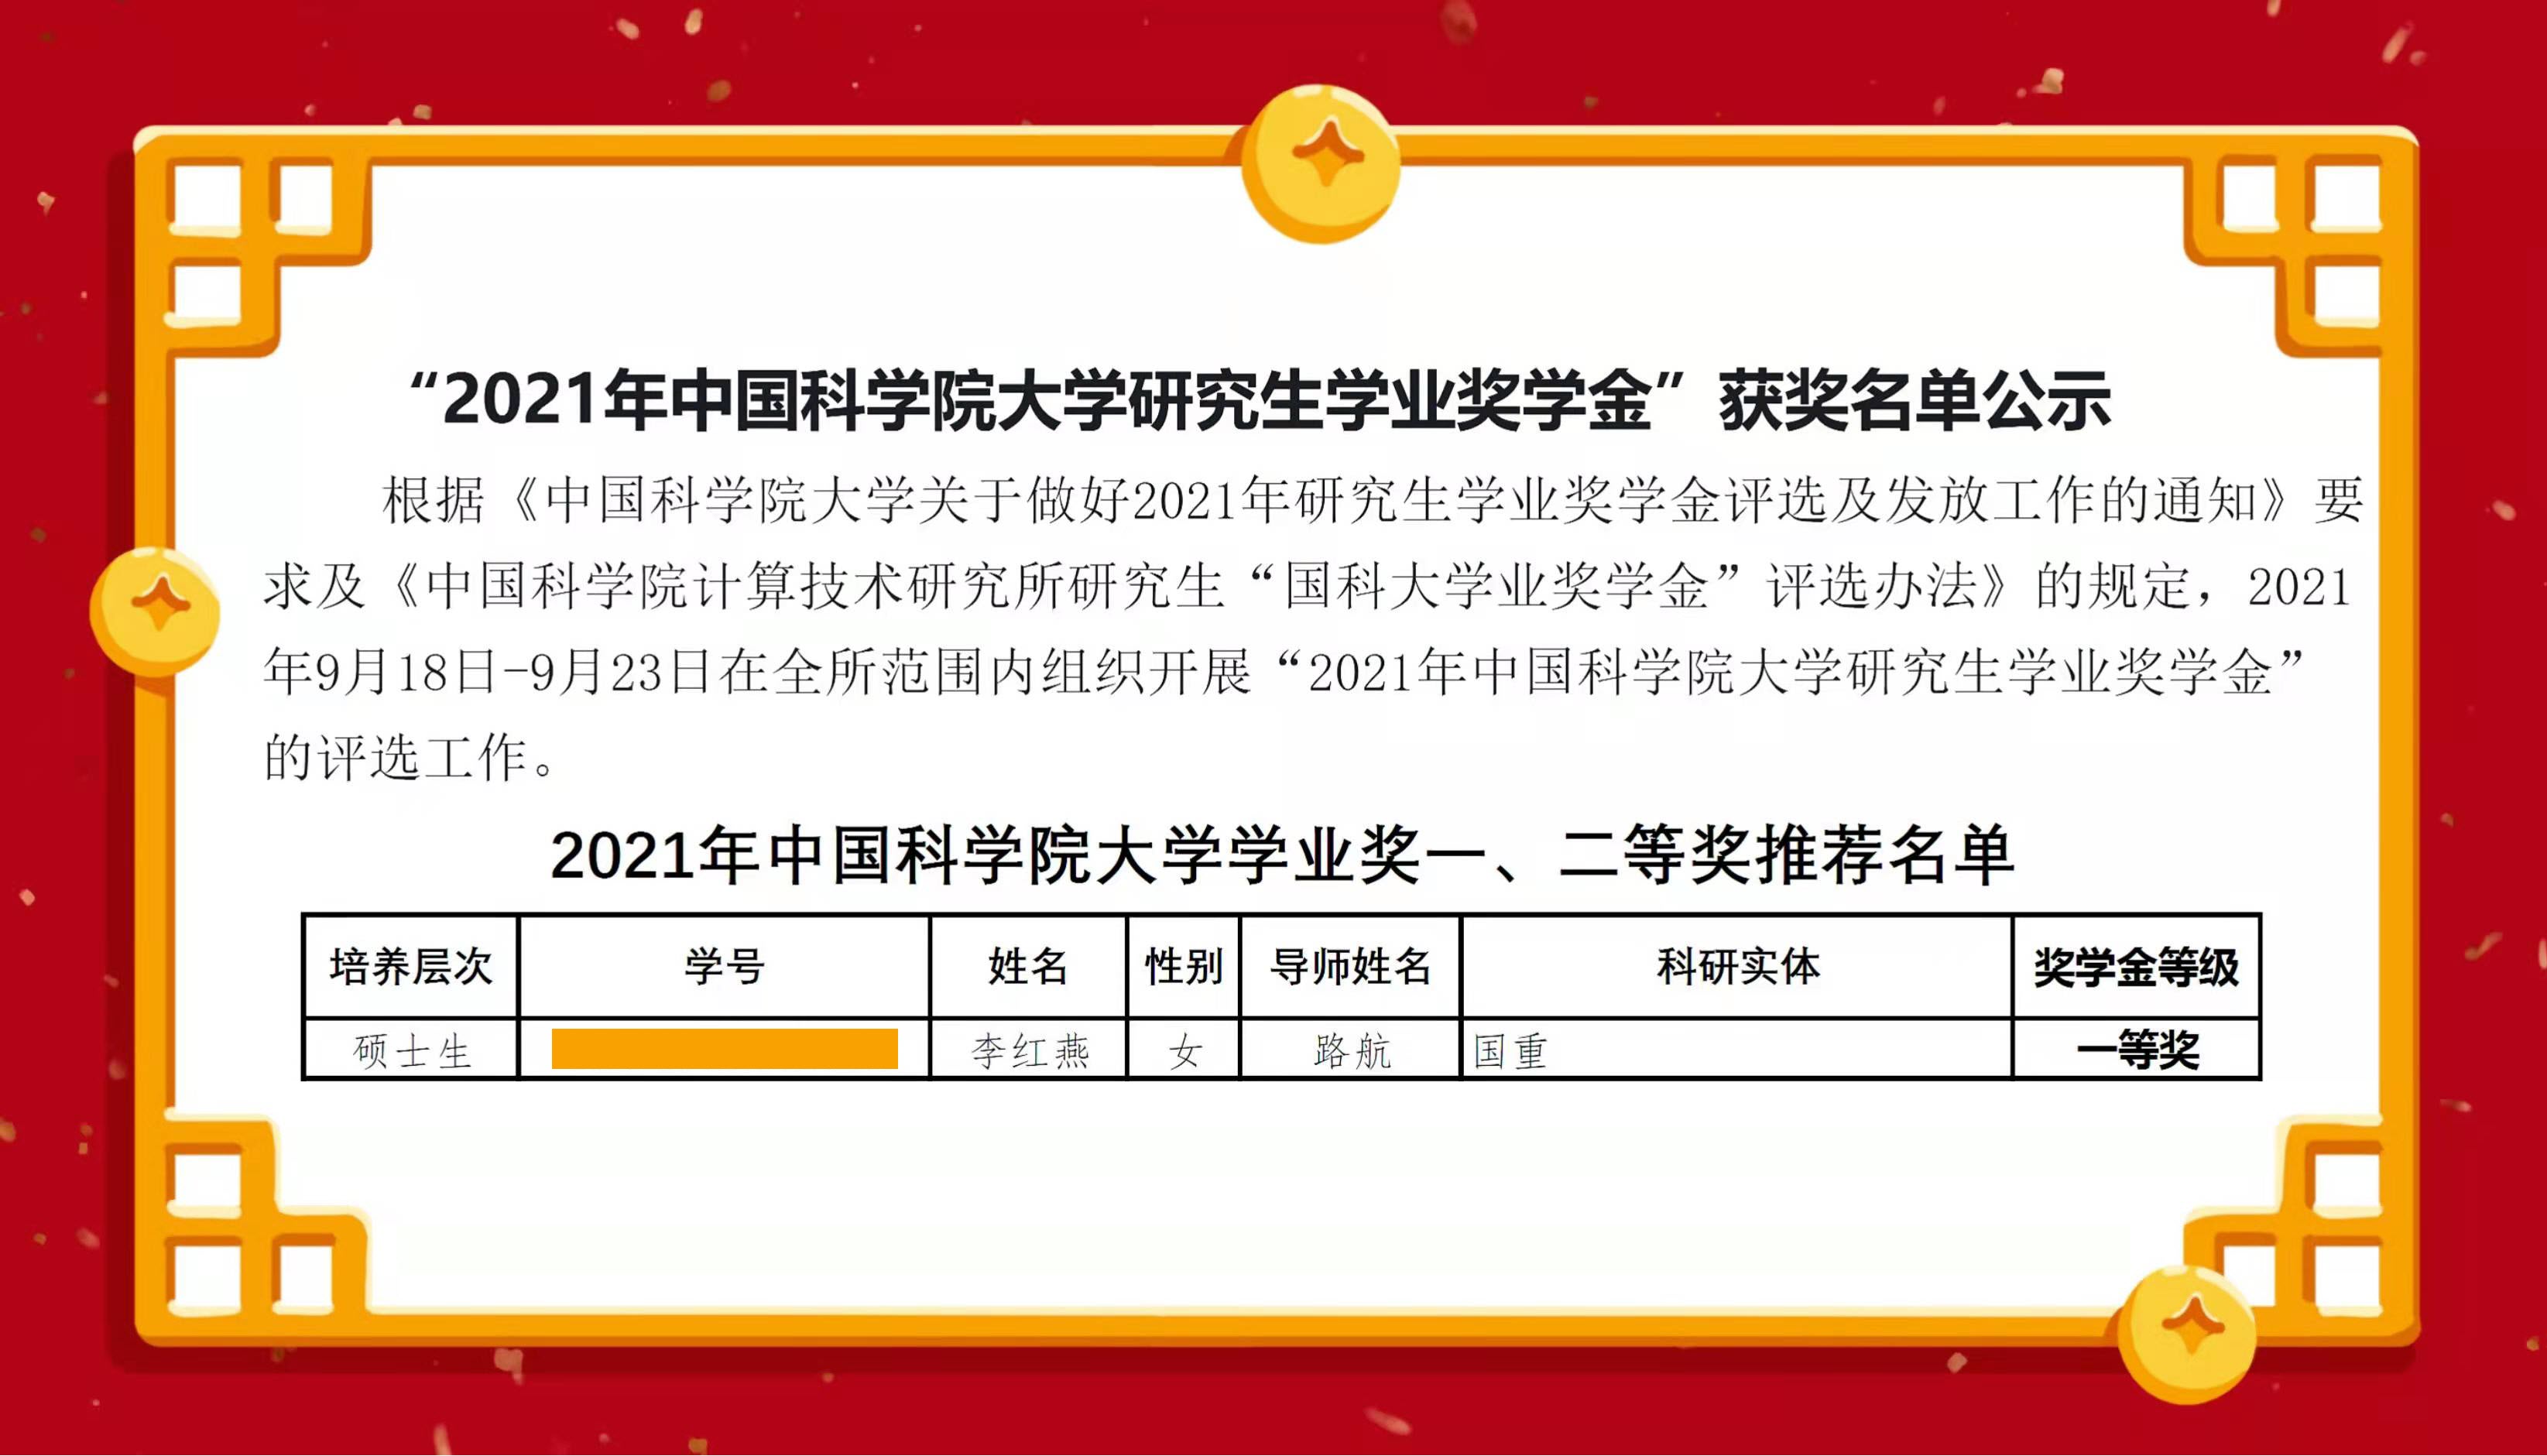 “2021年中国科学院大学研究生学业奖学金”获奖名单公示
根据《中国科学院大学关于做好2021年研究生学业奖学金评选及发放工作的通知》要
求及《中国科学院计算技术研究所研究生“国科大学业奖学金”评选办法》的规定，2021
年9月18日-9月23日在全所范围内组织开展“2021年中国科学院大学研究生学业奖学金”
的评选工作。
2021年中国科学院大学学业奖一、二等奖推荐名单
培养层次 学号 姓名 性别 导师姓名 科研实体 奖学金等级
硕士生 李红燕 女 路航 国重 一等奖